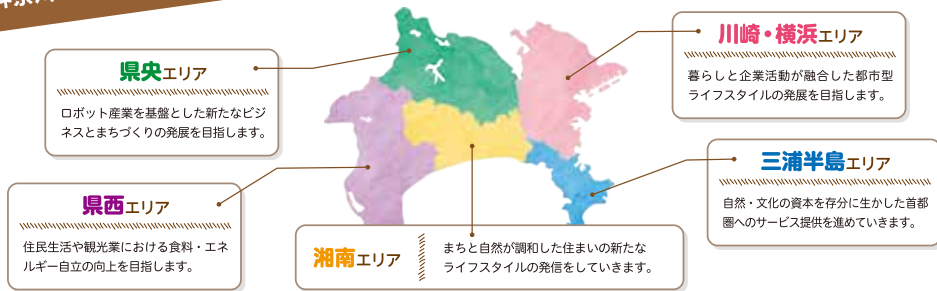 県央エリア
ロボット産業を基盤とした新たなビジ
ネスとまちづくりの発展を目指します。
川崎・横浜エリア
暮らしと企業活動が融合した都市型
ライフスタイルの発展を目指します。
県西エリア
住民生活や観光業における食料・エネ
ルギー自立の向上を目指します。
湘南エリア
まちと自然が調和した住まいの新たな
ライフスタイルの発信をしていきます。
三浦半島エリア
自然・文化の資本を存分に生かした首都
圏へのサービス提供を進めていきます。